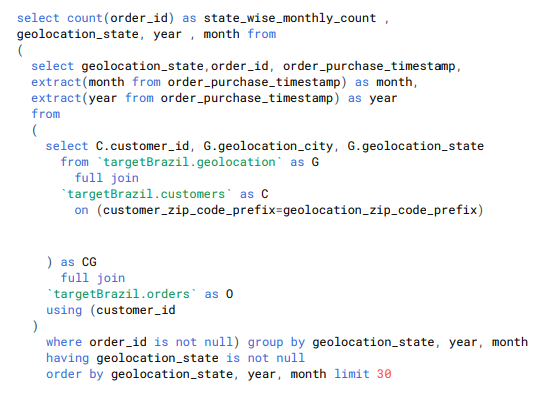 select count(order_id) as state_wise_monthly_count ,
geolocation_state, year , month from
(
select geolocation_state,order_id, order_purchase_timestamp,
extract(month from order_purchase_timestamp) as month,
extract(year from order_purchase_timestamp) as year
from
(
select C.customer_id, G.geolocation_city, G.geolocation_state
from `targetBrazil.geolocation` as G
full join
`targetBrazil.customers` as C
on (customer_zip_code_prefix=geolocation_zip_code_prefix)
) as CG
full join
`targetBrazil.orders` as O
using (customer_id
)
where order_id is not null) group by geolocation_state, year, month
having geolocation_state is not null
order by geolocation_state, year, month limit 30